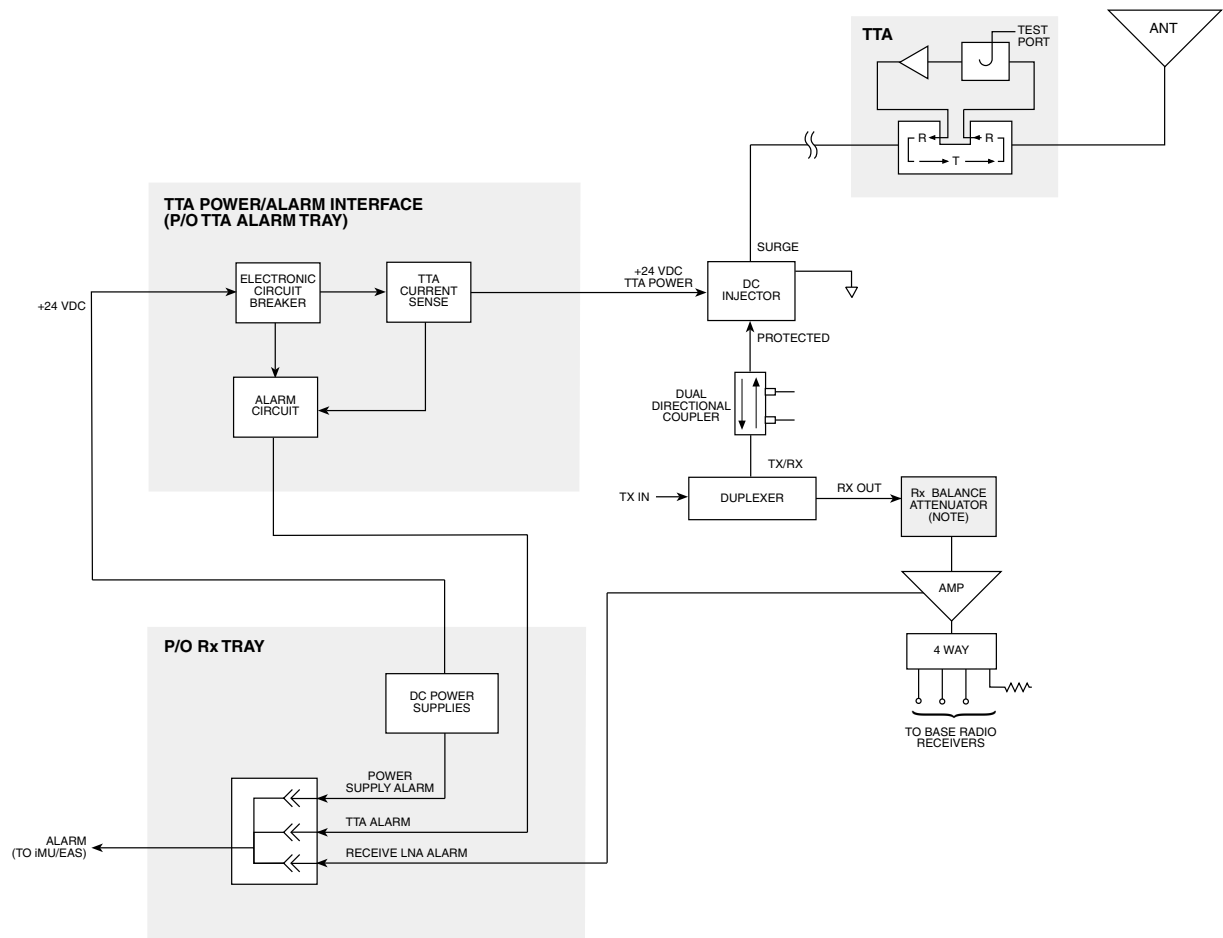 TTA
TEST
PORT
ANT
R
R
T
TTA POWER/ALARM INTERFACE
(P/O TTA ALARM TRAY)
SURGE
ELECTRONIC
CIRCUIT
BREAKER
TTA
CURRENT
SENSE
+24 VDC
TTA POWER
DC
INJECTOR
+24 VDC
PROTECTED
ALARM
CIRCUIT
DUAL
DIRECTIONAL
COUPLER
TX/RX
TX IN
DUPLEXER
RX OUT
Rx BALANCE
ATTENUATOR
(NOTE)
AMP
P/O Rx TRAY
4 WAY
DC POWER
SUPPLIES
TO BASE RADIO
RECEIVERS
POWER
SUPPLY ALARM
TTA ALARM
ALARM
(TO iMU/EAS)
RECEIVE LNA ALARM